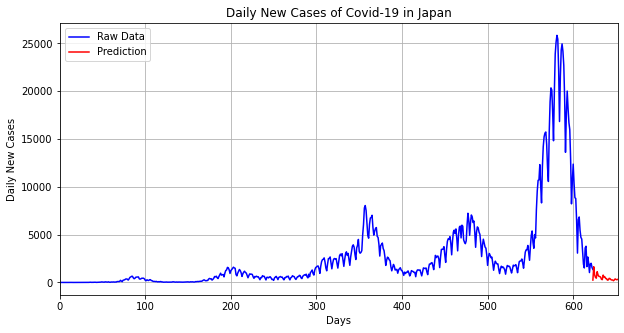 Daily New Cases of Covid-19 in Japan
Raw Data
Prediction
Daily New Cases
25000
20000
15000
10000
5000
0
0 100 200 300 400 500 600
Days